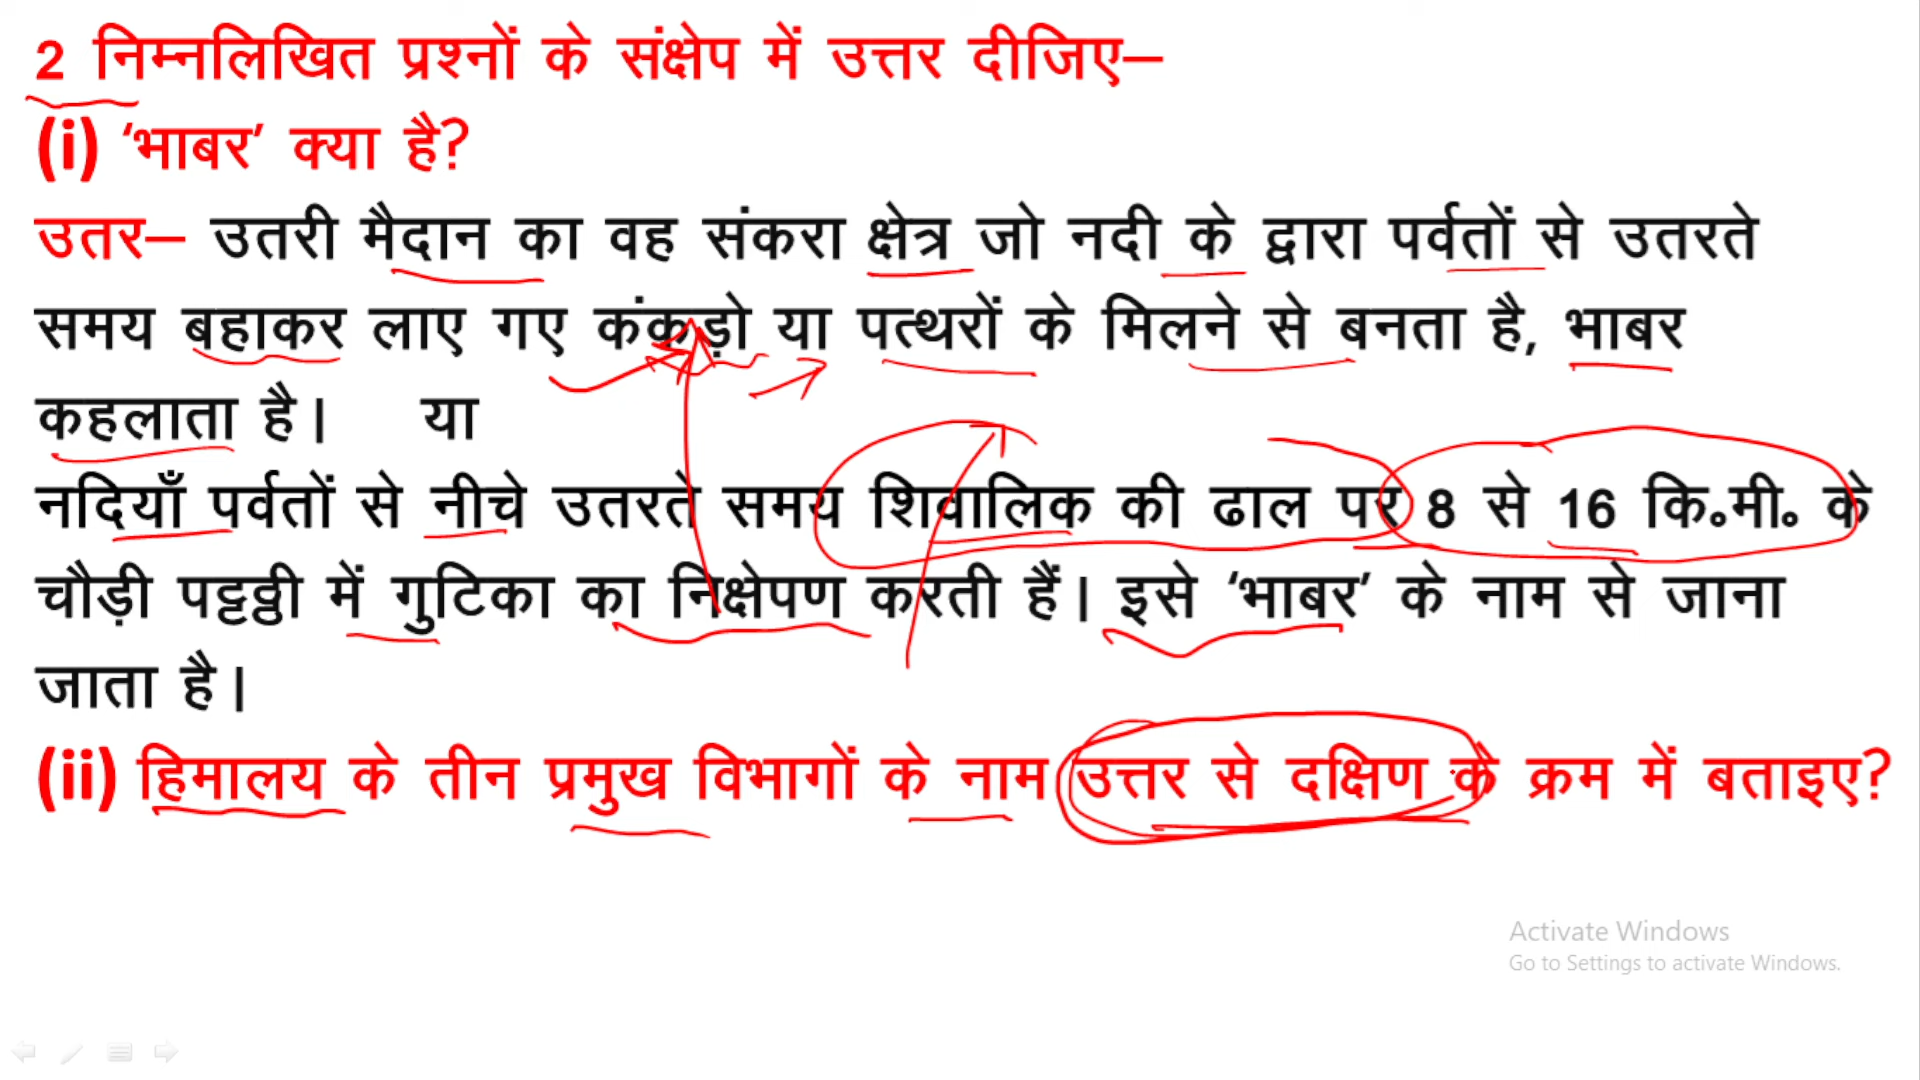 2 निम्नलिखित प्रश्नों के संक्षेप में उत्तर दीजिए–
(i) ‘भाबर’ क्या है?
उतर– उतरी मैदान का वह संकरा क्षेत्र जो नदी के द्वारा पर्वतों से उतरते
समय बहाकर लाए गए कंकड़ो या पत्थरों के मिलने से बनता है, भाबर
कहलाता है। या
नदियाँ पर्वतों से नीचे उतरते समय शिवालिक की ढाल पर 8 से 16 कि॰मी॰ के
चौड़ी पट्टठ्ठी में गुटिका का निक्षेपण करती हैं। इसे ‘भाबर’ के नाम से जाना
जाता है।
(ii) हिमालय के तीन प्रमुख विभागों के नाम उत्तर से दक्षिण के क्रम में बताइए?
Activate Windows
Go to Settings to activate Windows.